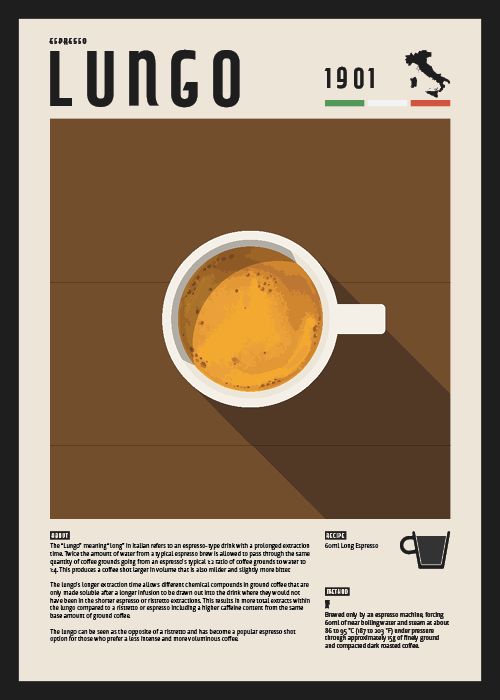 ESPRESSO
LUNGO
1901
ABOUT
The "Lungo" meaning "long" in Italian refers to an espresso-type drink with a prolonged extraction
time. Twice the amount of water from a typical espresso brew is allowed to pass through the same
quantity of coffee grounds going from an espresso's typical 1:2 ratio of coffee grounds to water to
1:4. This produces a coffee shot larger in volume that is also milder and slightly more bitter.
The lungo's longer extraction time allows different chemical compounds in ground coffee that are
only made soluble after a longer infusion to be drawn out into the drink where they would not
have been in the shorter espresso or ristretto extractions. This results in more total extracts within
the lungo compared to a ristretto or espresso including a higher caffeine content from the same
base amount of ground coffee.
The lungo can be seen as the opposite of a ristretto and has become a popular espresso shot
option for those who prefer a less intense and more voluminous coffee.
RECIPE
60ml Long Espresso
METHOD
Brewed only by an espresso machine, forcing
60ml of near boiling water and steam at about
86 to 95 °C (187 to 203 °F) under pressure
through approximately 15g of finely ground
and compacted dark roasted coffee.